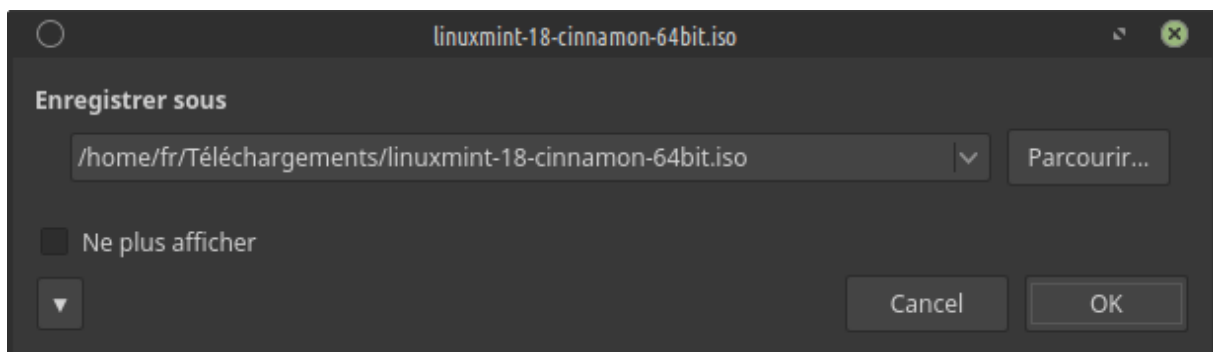 linuxmint-18-cinnamon-64bit.iso
Enregistrer sous
/home/fr/Téléchargements/linuxmint-18-cinnamon-64bit.iso
Parcourir...
Ne plus afficher
Cancel
OK